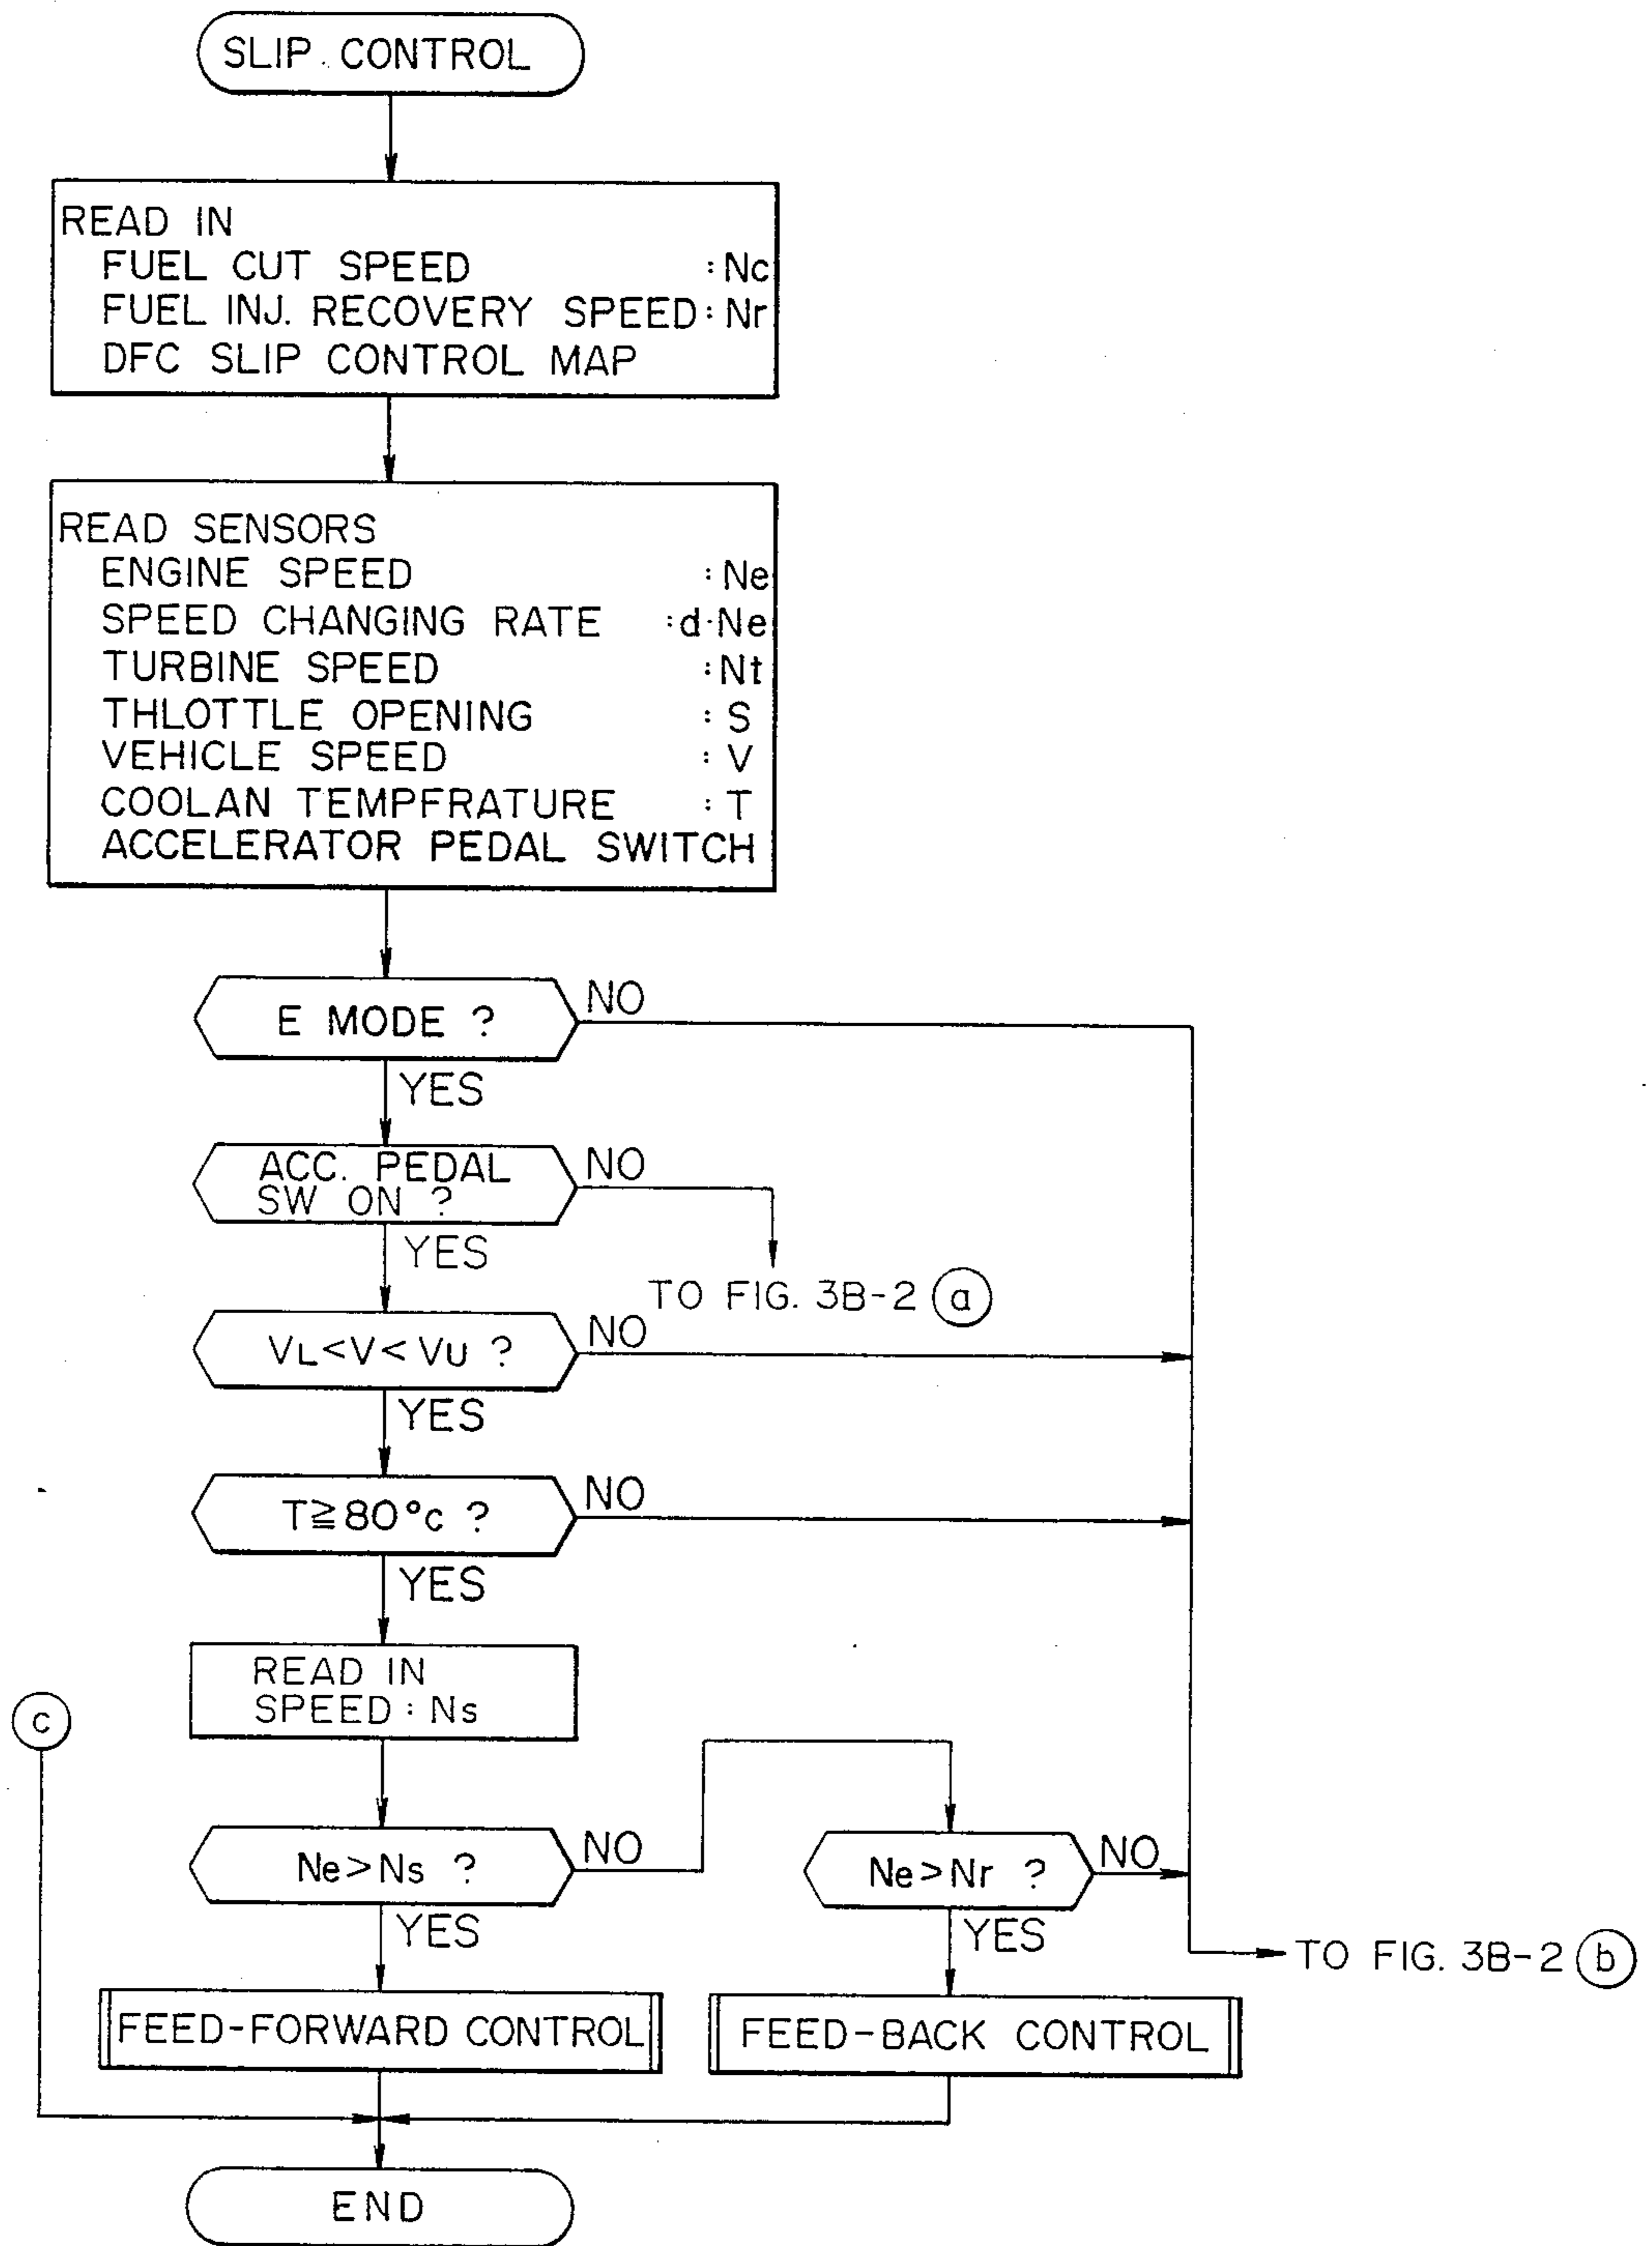 SLIP CONTROL
READ IN
FUEL CUT SPEED :Nc
FUEL INJ. RECOVERY SPEED:Nr
DFC SLIP CONTROL MAP
READ SENSORS
ENGINE SPEED :Ne
SPEED CHANGING RATE :d·Ne
TURBINE SPEED :Nt
THLOTTLE OPENING :S
VEHICLE SPEED :V
COOLAN TEMPFRATURE :T
ACCELERATOR PEDAL SWITCH
E MODE ?
NO
YES
ACC. PEDAL
SW ON ?
NO
YES
TO FIG. 3B-2 a
VL<V<VU ?
NO
YES
T≧80°c ?
NO
YES
READ IN
SPEED : Ns
c
Ne>Ns ?
NO
YES
Ne>Nr ?
NO
YES
TO FIG. 3B-2 b
FEED-FORWARD CONTROL
FEED-BACK CONTROL
END